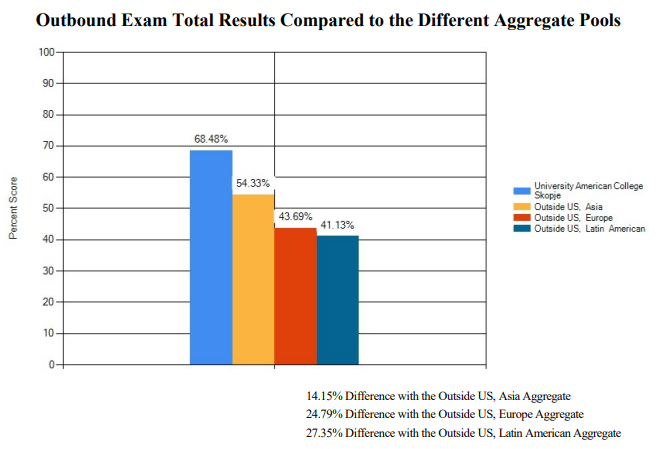 Outbound Exam Total Results Compared to the Different Aggregate Pools
Percent Score
100
90
80
70
60
50
40
30
20
10
0
68.48%
54.33%
43.69%
41.13%
University American College
Skopje
Outside US, Asia
Outside US, Europe
Outside US, Latin American
14.15% Difference with the Outside US, Asia Aggregate
24.79% Difference with the Outside US, Europe Aggregate
27.35% Difference with the Outside US, Latin American Aggregate